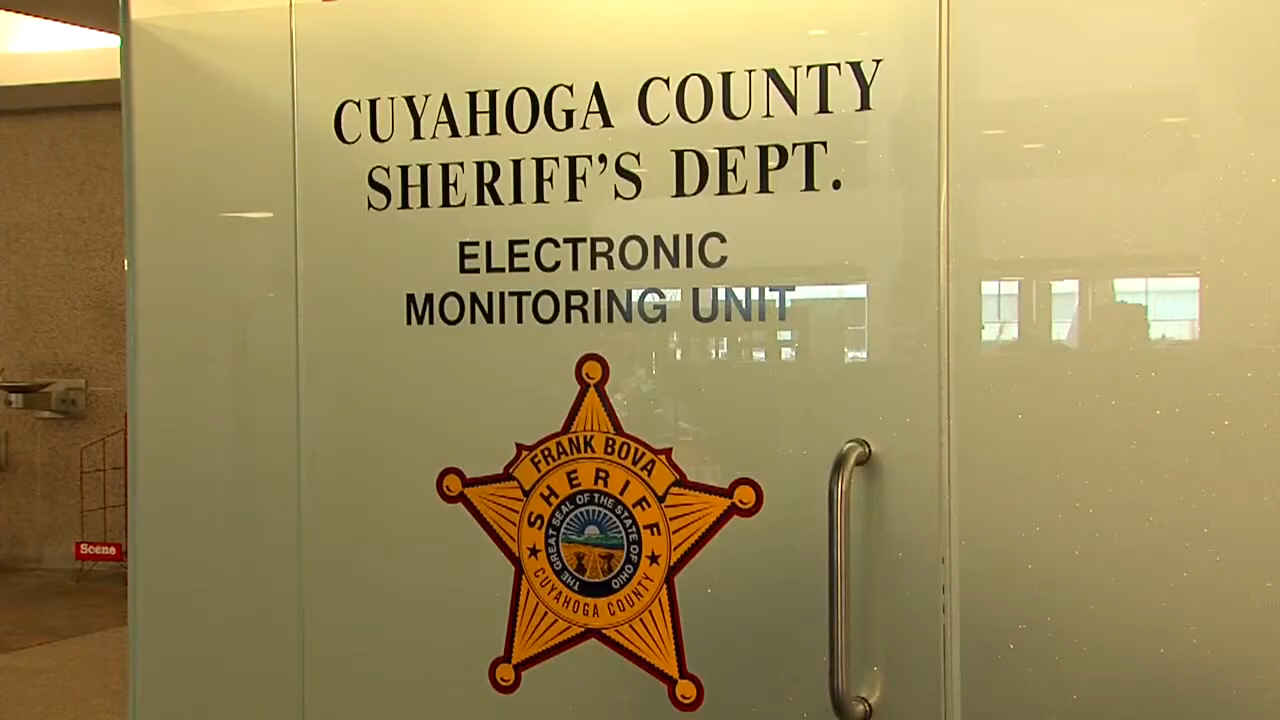 CUYAHOGA COUNTY
SHERIFF'S DEPT.
ELECTRONIC
MONITORING UNIT
FRANK BOVA
SHERIFF
THE GREAT SEAL OF THE STATE OF OHIO
CUYAHOGA COUNTY
Scene